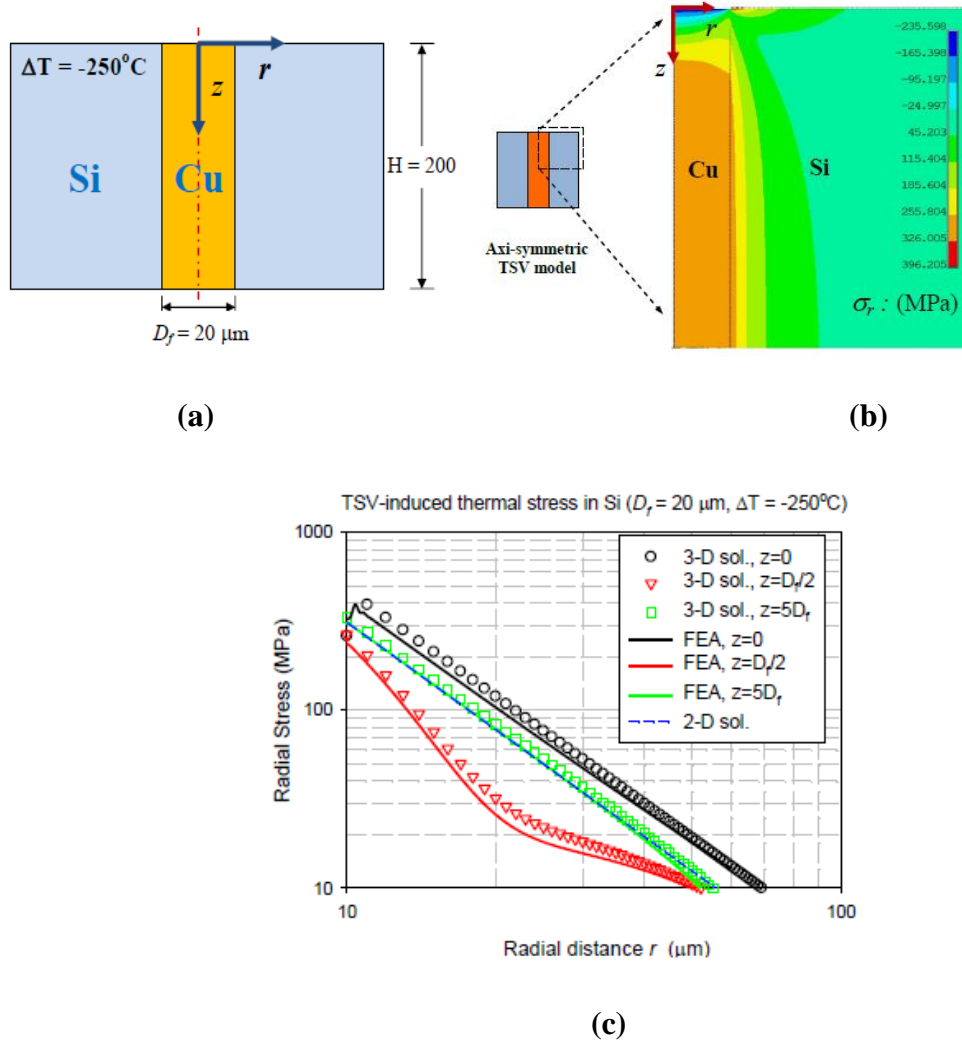 (a)
ΔT = -250°C
z
r
Si
Cu
H = 200
D_f = 20 μm
Axi-symmetric
TSV model
(b)
r
z
Cu
Si
-235.598
-165.398
-95.197
-24.997
45.203
115.404
185.604
255.804
326.005
396.205
σ_r : (MPa)
(a)
(b)
TSV-induced thermal stress in Si (D_f = 20 μm, ΔT = -250°C)
1000
100
10
Radial Stress (MPa)
3-D sol., z=0
3-D sol., z=D_f/2
3-D sol., z=5D_f
FEA, z=0
FEA, z=D_f/2
FEA, z=5D_f
2-D sol.
10
100
Radial distance r (μm)
(c)